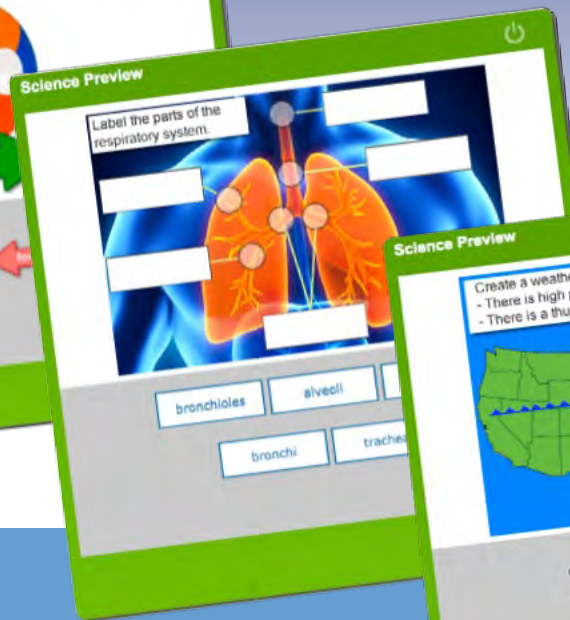 Science Preview
Label the parts of the
respiratory system.
bronchioles
alveoli
bronchi
trachea
Science Preview
Create a weathe
- There is high p
- There is a thu